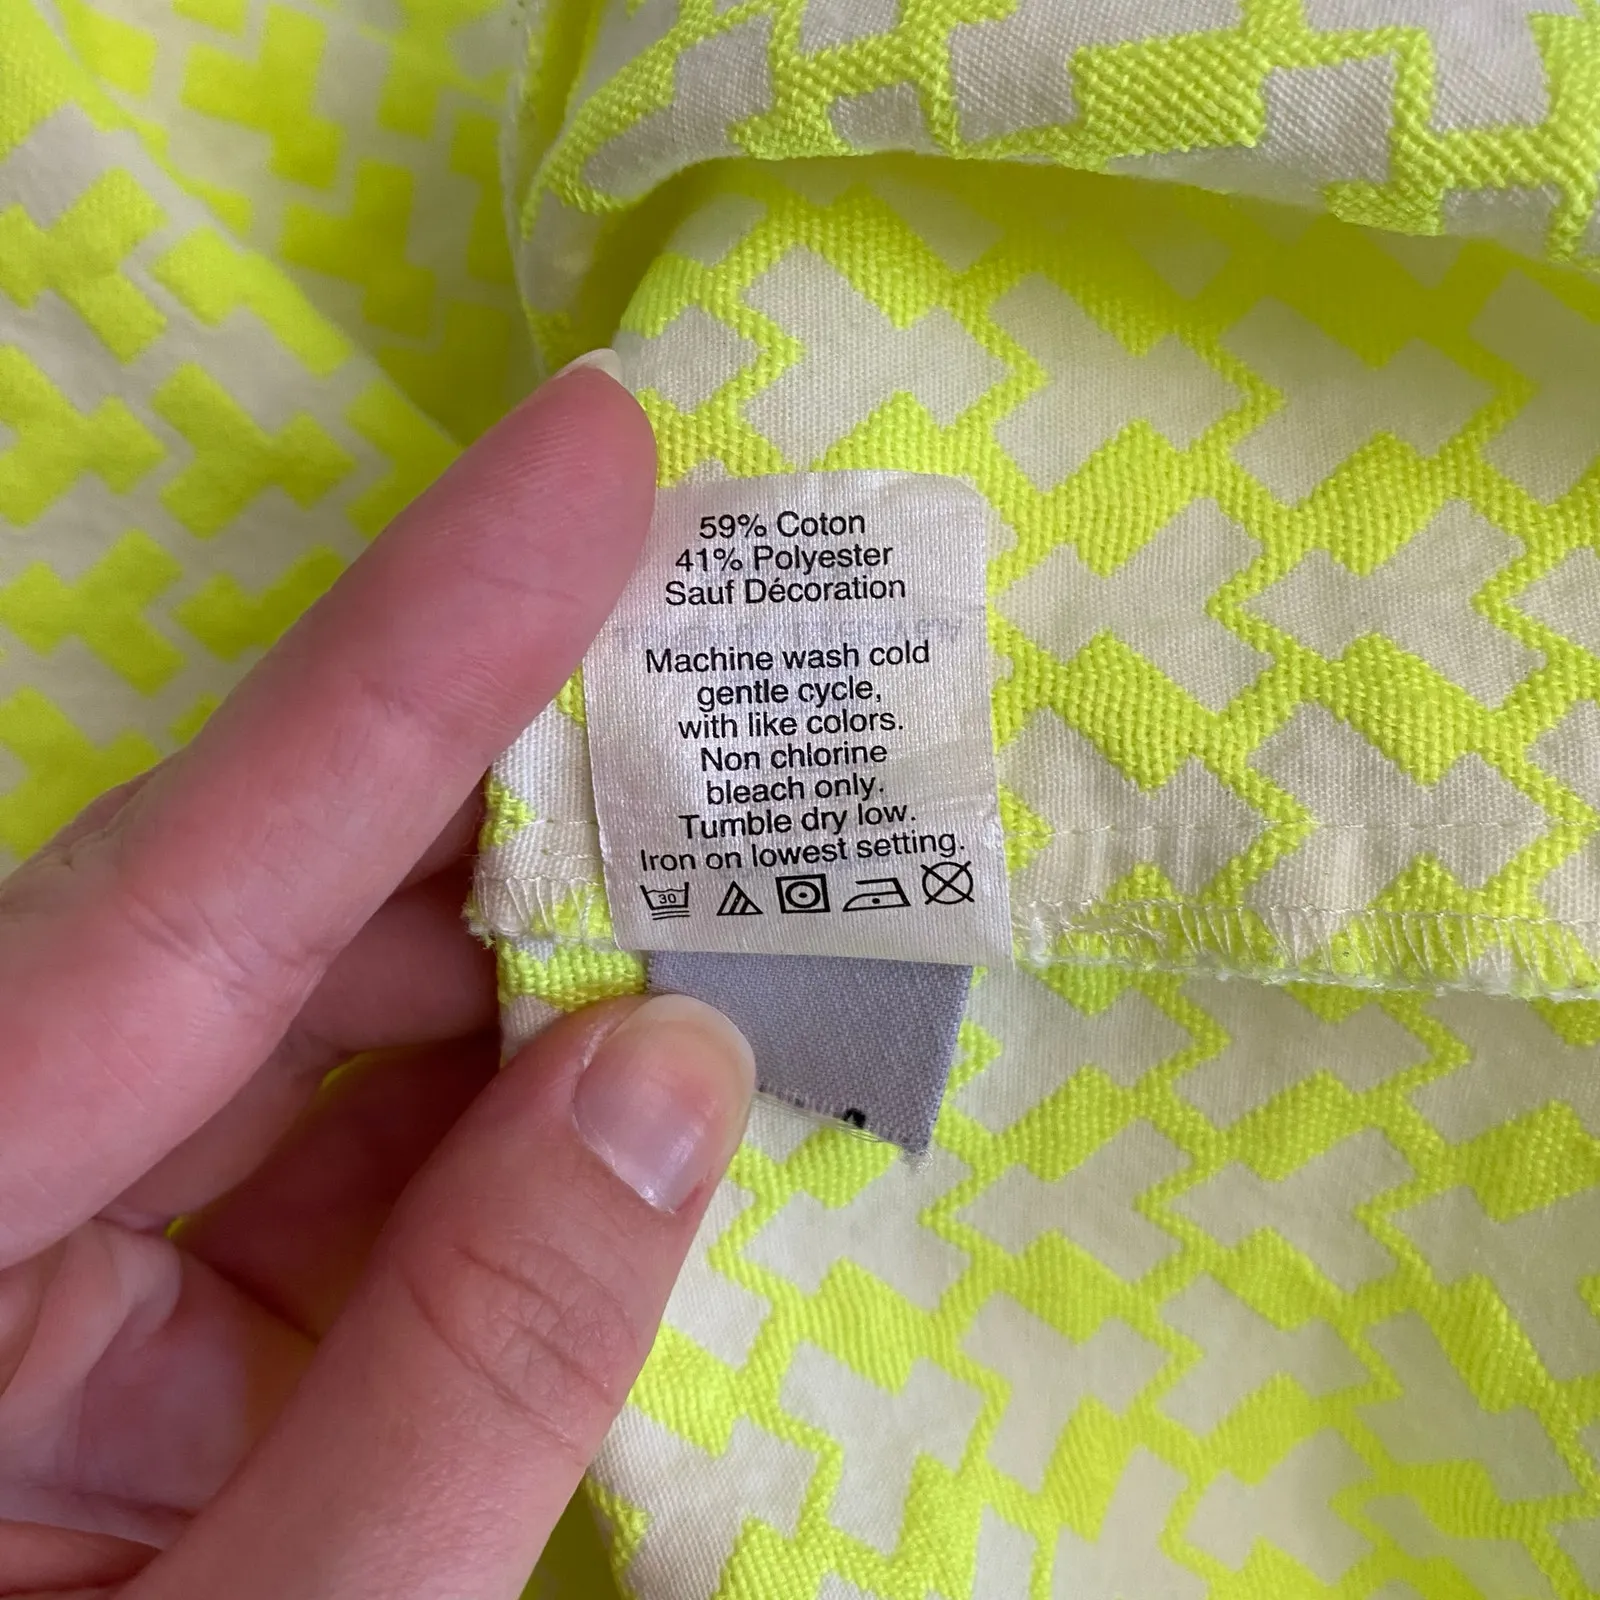 59% Coton
41% Polyester
Sauf Décoration
Machine wash cold
gentle cycle,
with like colors.
Non chlorine
bleach only.
Tumble dry low.
Iron on lowest setting.
30